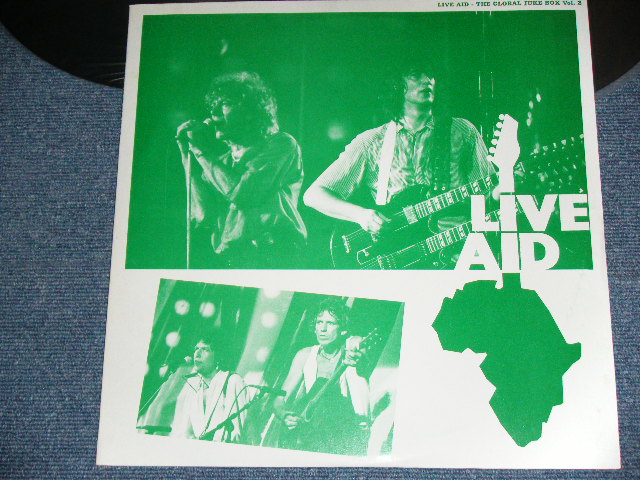 LIVE AID - THE GLOBAL JUKE BOX Vol. 2
LIVE
AID